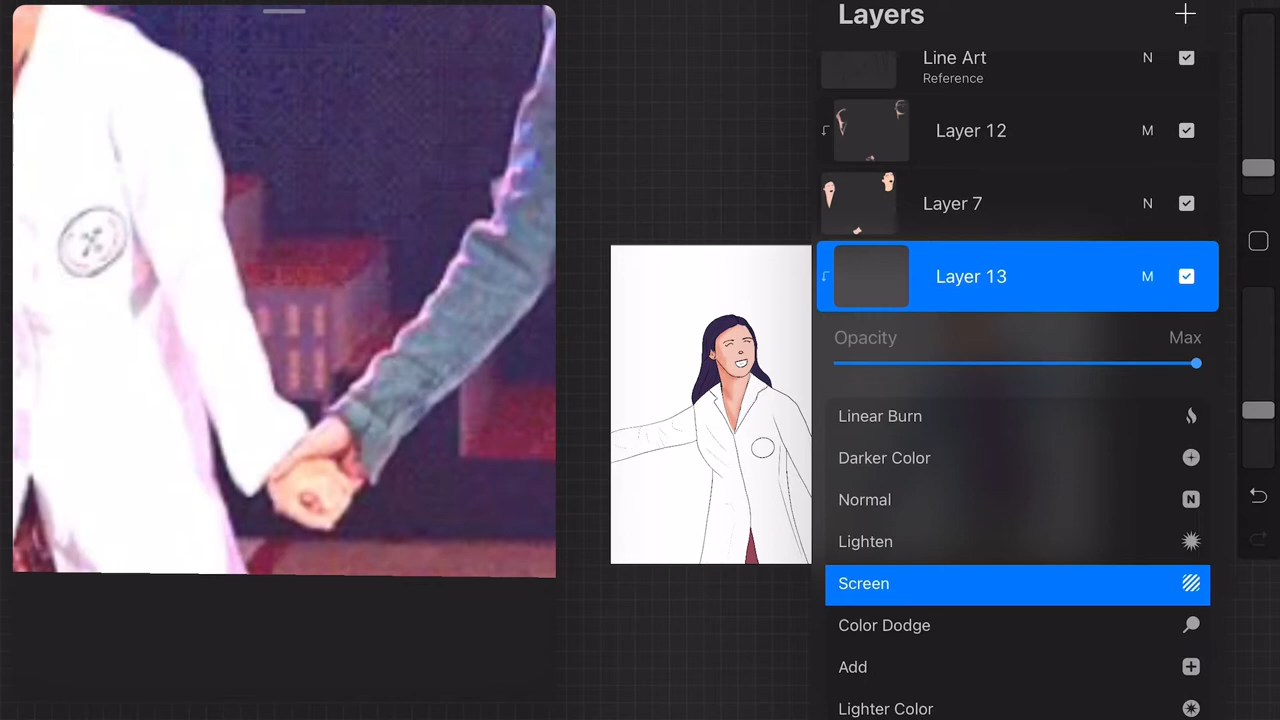 Layers
Line Art N
Reference
Layer 12 M
Layer 7 N
Layer 13 M
Opacity Max
Linear Burn
Darker Color
Normal N
Lighten
Screen
Color Dodge
Add
Lighter Color